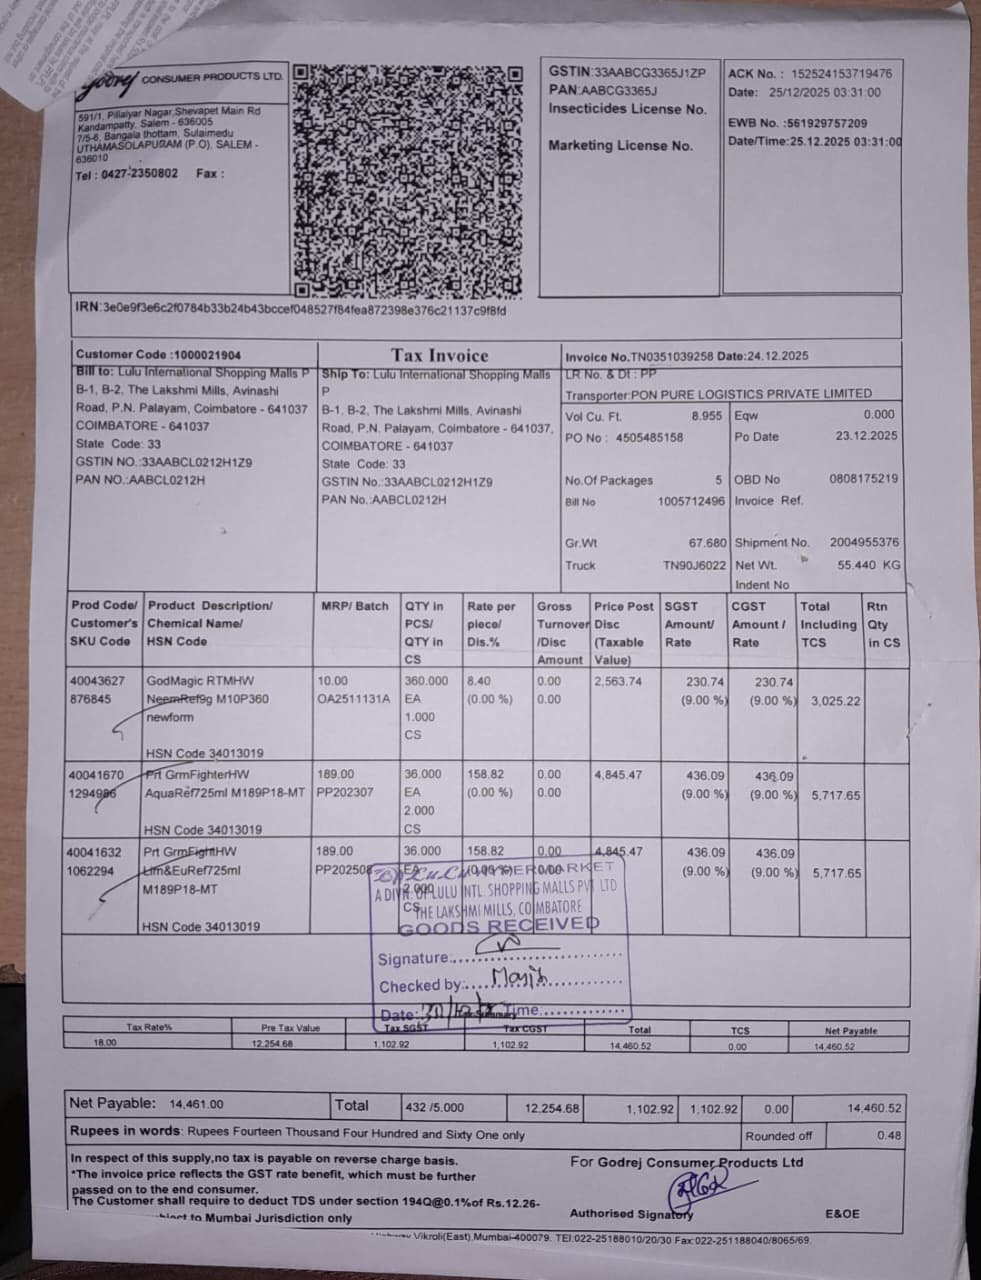 Godrej CONSUMER PRODUCTS LTD.
591/1, Pillaiyar Nagar,Shevapet Main Rd
Kandampatty, Salem - 636005
7/5-6, Bangala thottam, Sulaimedu
UTHAMASOLAPURAM (P.O), SALEM -
636010
Tel : 0427-2350802 Fax :
GSTIN:33AABCG3365J1ZP
PAN:AABCG3365J
Insecticides License No.
Marketing License No.
ACK No. : 152524153719476
Date: 25/12/2025 03:31:00
EWB No. :561929757209
Date/Time:25.12.2025 03:31:00
IRN:3e0e9f3e6c2f0784b33b24b43bccef048527f84fea872398e376c21137c9f8fd
Customer Code :1000021904
Bill to: Lulu International Shopping Malls P
B-1, B-2, The Lakshmi Mills, Avinashi
Road, P.N. Palayam, Coimbatore - 641037
COIMBATORE - 641037
State Code: 33
GSTIN NO.:33AABCL0212H1Z9
PAN NO.:AABCL0212H
Tax Invoice
Ship To: Lulu International Shopping Malls
P
B-1, B-2, The Lakshmi Mills, Avinashi
Road, P.N. Palayam, Coimbatore - 641037,
COIMBATORE - 641037
State Code: 33
GSTIN No.:33AABCL0212H1Z9
PAN No.:AABCL0212H
Invoice No.TN0351039258 Date:24.12.2025
LR No. & Dt : PP
Transporter:PON PURE LOGISTICS PRIVATE LIMITED
Vol Cu. Ft. 8.955 Eqw 0.000
PO No : 4505485158 Po Date 23.12.2025
No.Of Packages 5 OBD No 0808175219
Bill No 1005712496 Invoice Ref.
Gr.Wt 67.680 Shipment No. 2004955376
Truck TN90J6022 Net Wt. 55.440 KG
Indent No
Prod Code/ Product Description/ MRP/ Batch QTY in Rate per Gross Price Post SGST CGST Total Rtn
Customer's Chemical Name/ PCS/ piece/ Turnover Disc Amount/ Amount / Including Qty
SKU Code HSN Code QTY in Dis.% /Disc (Taxable Rate Rate TCS in CS
CS Amount Value)
40043627 GodMagic RTMHW 10.00 360.000 8.40 0.00 2,563.74 230.74 230.74
876845 NeemRef9g M10P360 OA2511131A EA (0.00 %) 0.00 (9.00 %) (9.00 %) 3,025.22
newform 1.000
CS
HSN Code 34013019
40041670 Prt GrmFighterHW 189.00 36.000 158.82 0.00 4,845.47 436.09 436.09
1294986 AquaRef725ml M189P18-MT PP202307 EA (0.00 %) 0.00 (9.00 %) (9.00 %) 5,717.65
2.000
HSN Code 34013019 CS
40041632 Prt GrmFightHW 189.00 36.000 158.82 0.00 4,845.47 436.09 436.09
1062294 Lim&EuRef725ml PP202508 EA (0.00 %) 0.00 (9.00 %) (9.00 %) 5,717.65
M189P18-MT 2.000
CS
HSN Code 34013019
A DIVN. OF LULU INTL. SHOPPING MALLS PVT LTD
THE LAKSHMI MILLS, COIMBATORE
GOODS RECEIVED
Signature:
Checked by:
Date: Time:
Tax Rate% Pre Tax Value Tax SGST Tax CGST Total TCS Net Payable
18.00 12,254.68 1,102.92 1,102.92 14,460.52 0.00 14,460.52
Net Payable: 14,461.00 Total 432 /5.000 12,254.68 1,102.92 1,102.92 0.00 14,460.52
Rupees in words: Rupees Fourteen Thousand Four Hundred and Sixty One only Rounded off 0.48
In respect of this supply,no tax is payable on reverse charge basis.
*The invoice price reflects the GST rate benefit, which must be further
passed on to the end consumer.
The Customer shall require to deduct TDS under section 194Q@0.1%of Rs.12.26-
to Mumbai Jurisdiction only
For Godrej Consumer Products Ltd
Authorised Signatory E&OE
Vikroli(East),Mumbai-400079. TEl:022-25188010/20/30 Fax:022-251188040/8065/69.